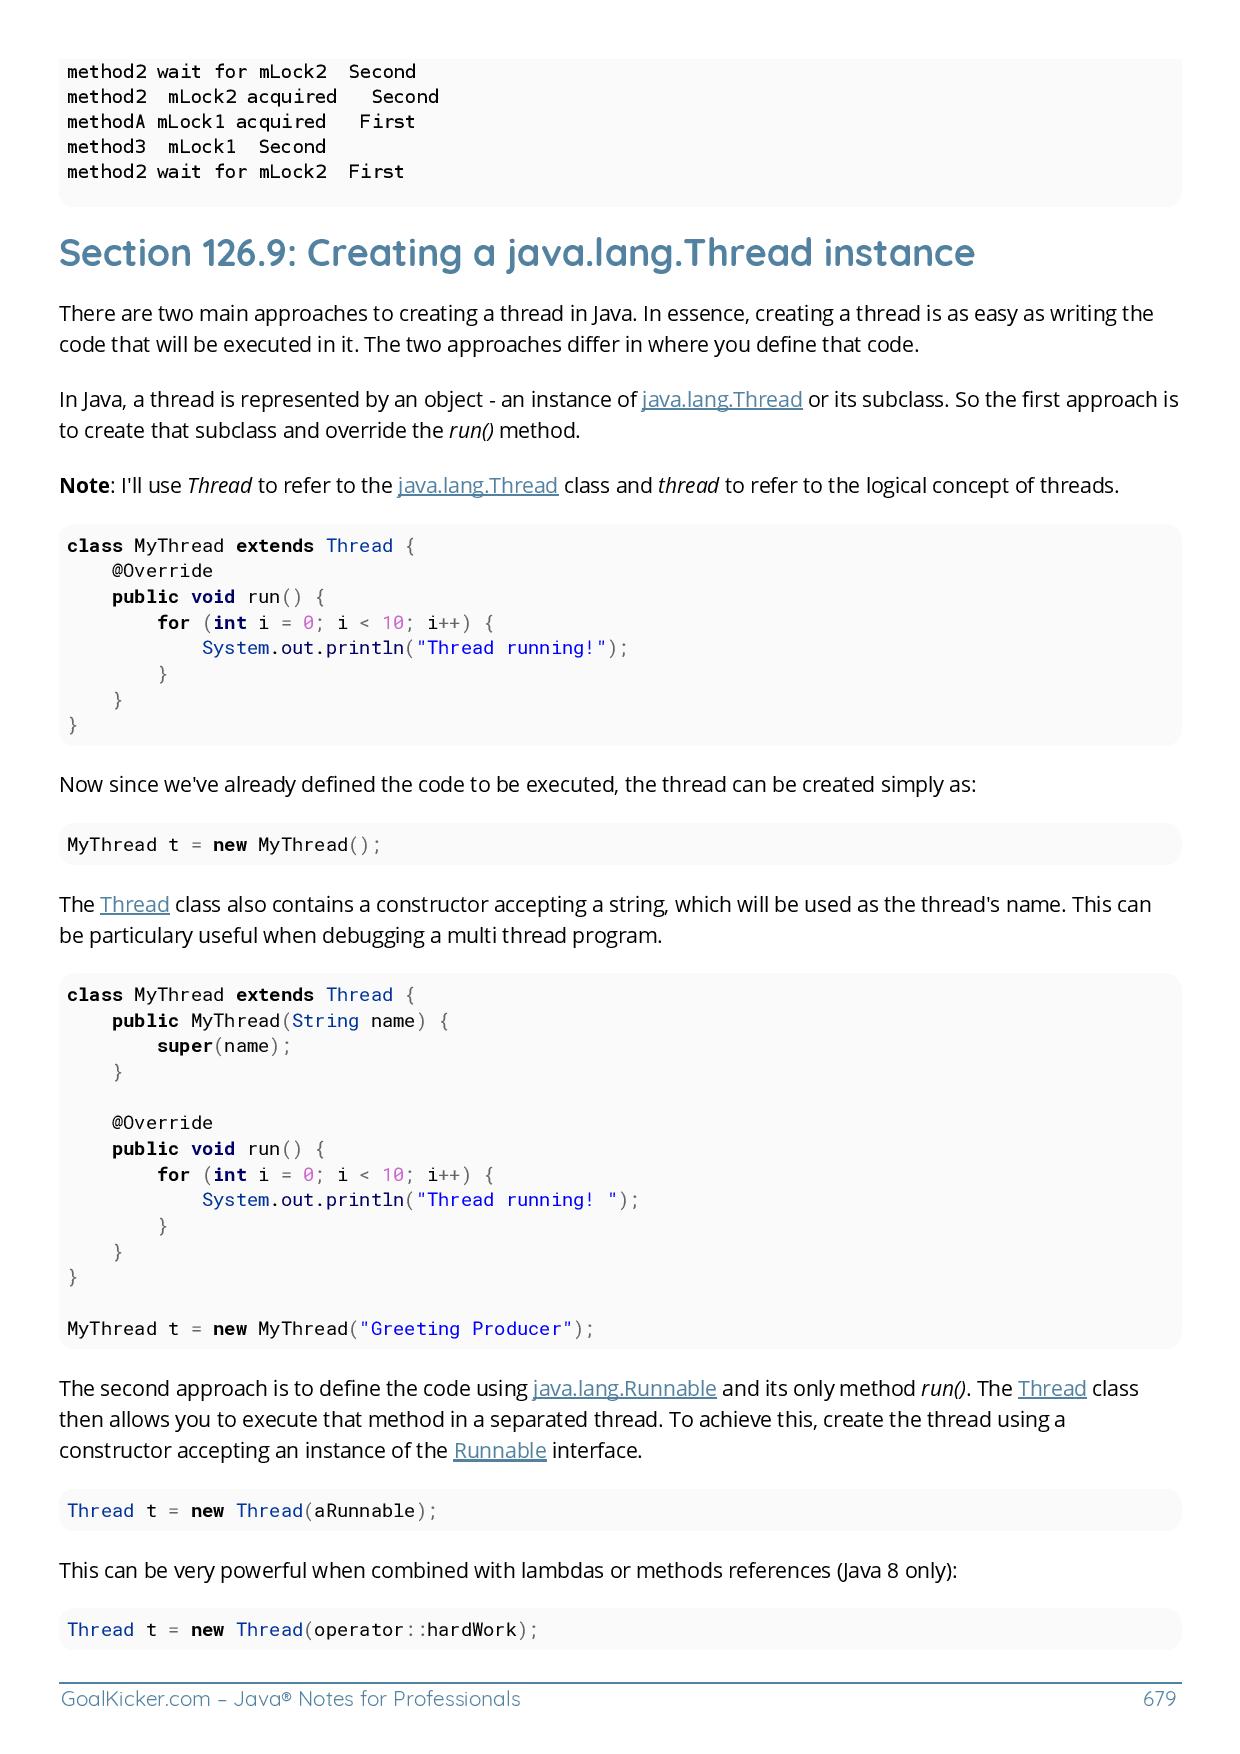 method2 wait for mLock2  Second
method2  mLock2 acquired   Second
methodA mLock1 acquired   First
method3  mLock1  Second
method2 wait for mLock2  First
Section 126.9: Creating a java.lang.Thread instance
There are two main approaches to creating a thread in Java. In essence, creating a thread is as easy as writing the
code that will be executed in it. The two approaches differ in where you define that code.
In Java, a thread is represented by an object - an instance of java.lang.Thread or its subclass. So the first approach is
to create that subclass and override the run() method.
Note: I'll use Thread to refer to the java.lang.Thread class and thread to refer to the logical concept of threads.
class MyThread extends Thread {
    @Override
    public void run() {
        for (int i = 0; i < 10; i++) {
            System.out.println("Thread running!");
        }
    }
}
Now since we've already defined the code to be executed, the thread can be created simply as:
MyThread t = new MyThread();
The Thread class also contains a constructor accepting a string, which will be used as the thread's name. This can
be particulary useful when debugging a multi thread program.
class MyThread extends Thread {
    public MyThread(String name) {
        super(name);
    }
    @Override
    public void run() {
        for (int i = 0; i < 10; i++) {
            System.out.println("Thread running! ");
        }
    }
}
MyThread t = new MyThread("Greeting Producer");
The second approach is to define the code using java.lang.Runnable and its only method run(). The Thread class
then allows you to execute that method in a separated thread. To achieve this, create the thread using a
constructor accepting an instance of the Runnable interface.
Thread t = new Thread(aRunnable);
This can be very powerful when combined with lambdas or methods references (Java 8 only):
Thread t = new Thread(operator::hardWork);
GoalKicker.com – Java® Notes for Professionals 679